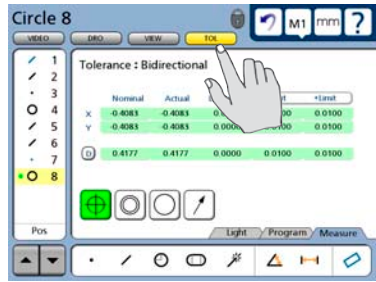 Circle 8
M1 mm ?
VIDEO DRO VIEW TOL
1
2
3
4
5
6
7
8
Tolerance : Bidirectional
Nominal Actual +Limit
X -0.4083 -0.4083 0.0100
Y -0.4083 -0.4083 0.0000 0.0100
D 0.4177 0.4177 0.0000 0.0100 0.0100
Pos
Light Program Measure